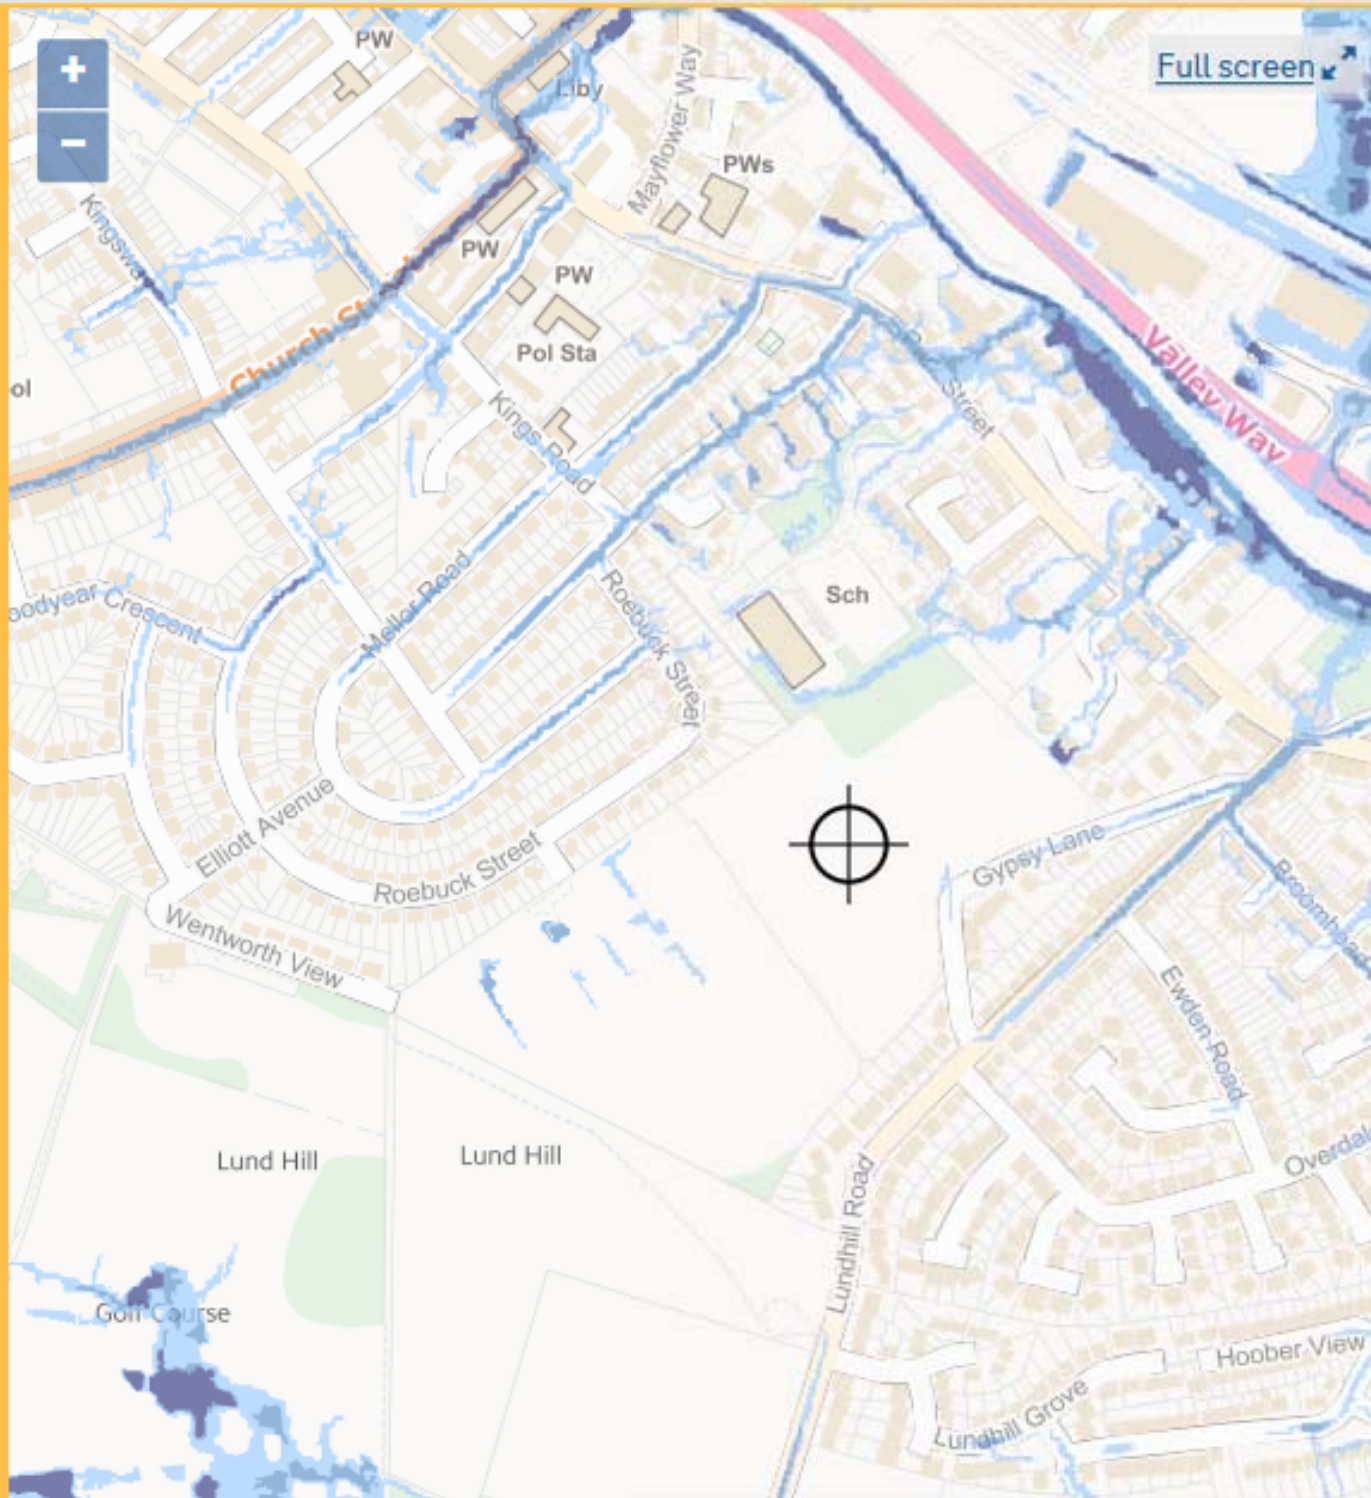 PW
Full screen
Liby
Mayflower Way
PWs
Kingsway
PW
PW
Church Street
Pol Sta
Valley Way
ol
Street
Kings Road
Mellor Road
Sch
Roebuck Street
oodyear Crescent
Elliott Avenue
Gypsy Lane
Roebuck Street
Broomhead
Wentworth View
Ewden Road
Lund Hill
Lund Hill
Overdale
Lundhill Road
Golf Course
Hoober View
Lundhill Grove